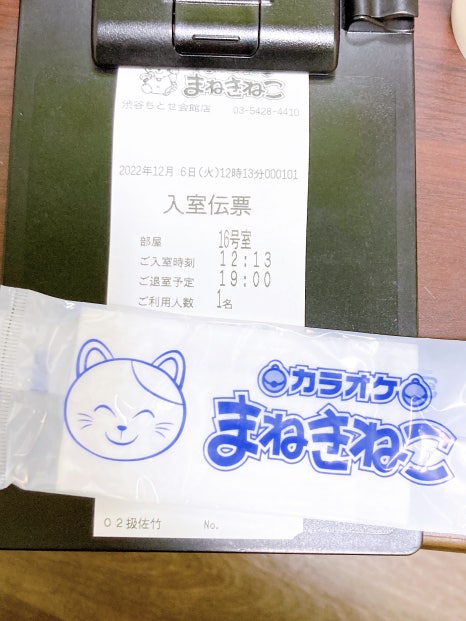 まねきねこ
渋谷ちとせ会館店 03-5428-4410
2022年12月 6日(火)12時13分000101
入室伝票
部屋 16号室
ご入室時刻 12:13
ご退室予定 19:00
ご利用人数 1名
カラオケ
まねきねこ
02扱佐竹 No.